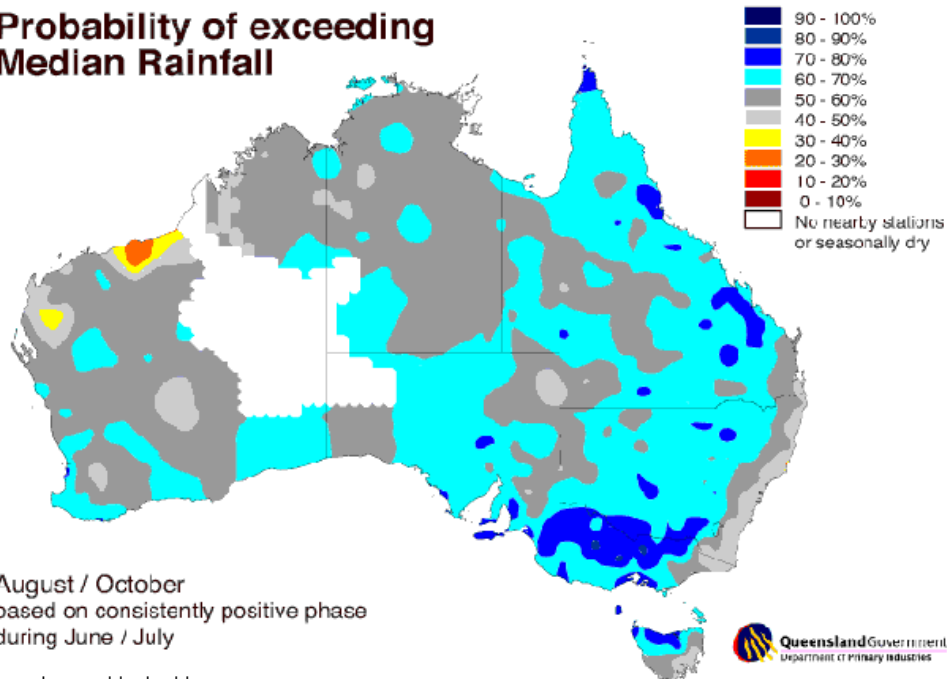 Probability of exceeding
Median Rainfall
90 - 100%
80 - 90%
70 - 80%
60 - 70%
50 - 60%
40 - 50%
30 - 40%
20 - 30%
10 - 20%
0 - 10%
No nearby stations
or seasonally dry
August / October
based on consistently positive phase
during June / July
Queensland Government
Department of Primary Industries